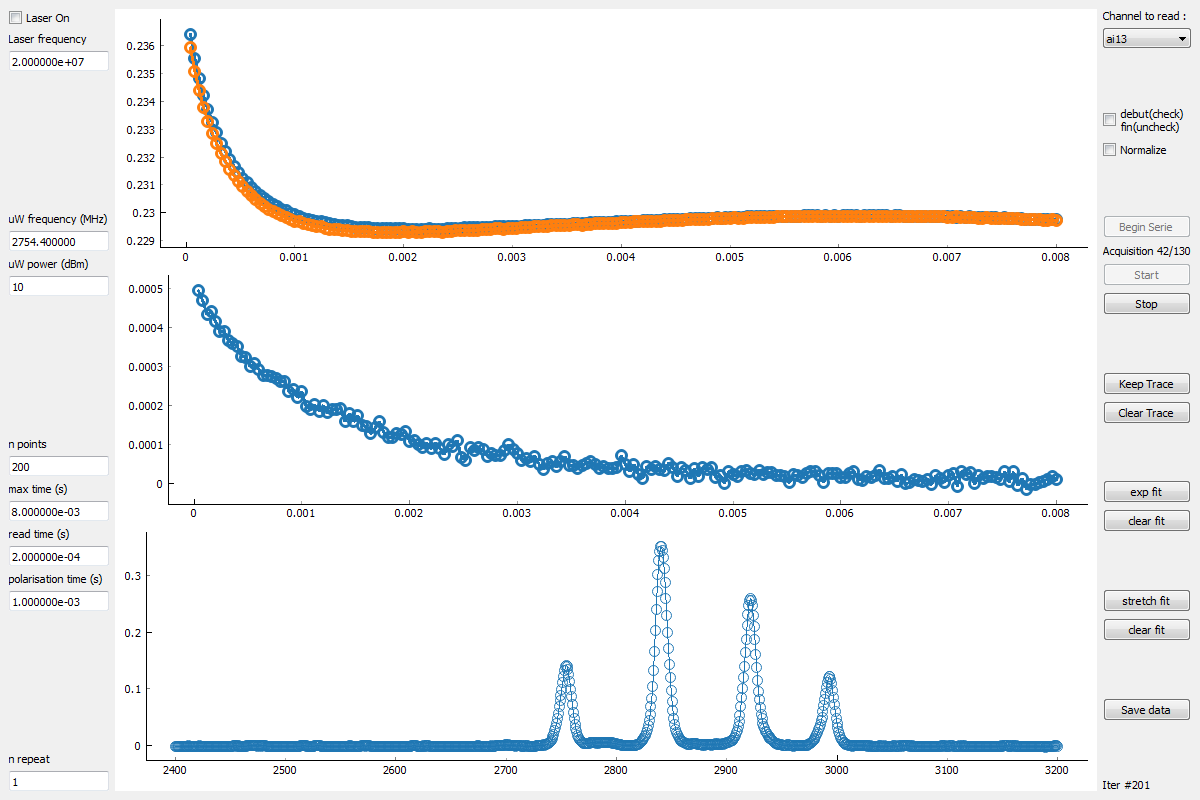 Laser On
Laser frequency
2.000000e+07
uW frequency (MHz)
2754.400000
uW power (dBm)
10
n points
200
max time (s)
8.000000e-03
read time (s)
2.000000e-04
polarisation time (s)
1.000000e-03
n repeat
1
0.236
0.235
0.234
0.233
0.232
0.231
0.23
0.229
0 0.001 0.002 0.003 0.004 0.005 0.006 0.007 0.008
0.0005
0.0004
0.0003
0.0002
0.0001
0
0 0.001 0.002 0.003 0.004 0.005 0.006 0.007 0.008
0.3
0.2
0.1
0
2400 2500 2600 2700 2800 2900 3000 3100 3200
Channel to read :
ai13
debut(check)
fin(uncheck)
Normalize
Begin Serie
Acquisition 42/130
Start
Stop
Keep Trace
Clear Trace
exp fit
clear fit
stretch fit
clear fit
Save data
Iter #201